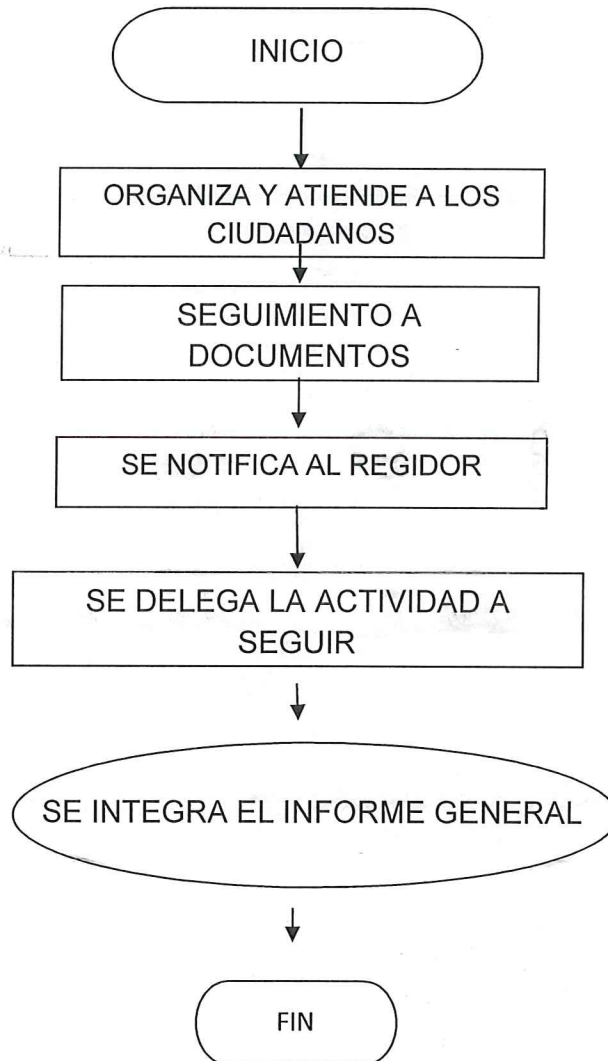 INICIO
ORGANIZA Y ATIENDE A LOS
CIUDADANOS
SEGUIMIENTO A
DOCUMENTOS
SE NOTIFICA AL REGIDOR
SE DELEGA LA ACTIVIDAD A
SEGUIR
SE INTEGRA EL INFORME GENERAL
FIN